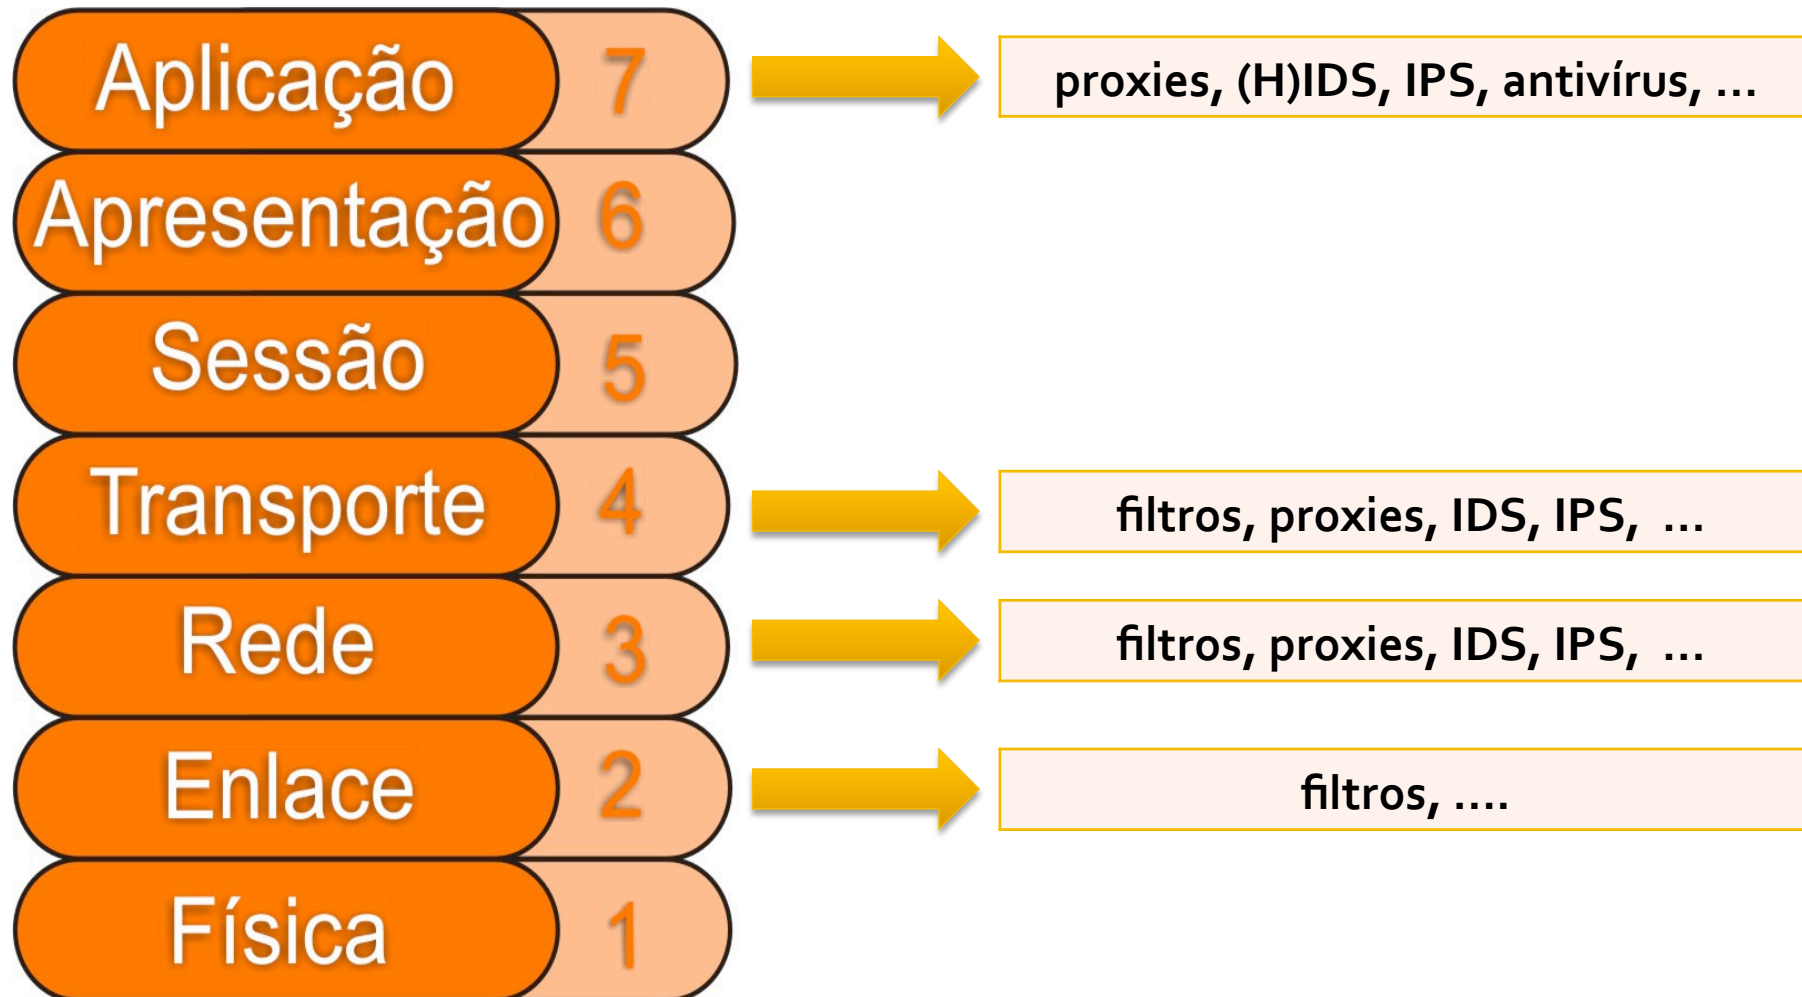 Aplicação 7 proxies, (H)IDS, IPS, antivírus, ...
Apresentação 6
Sessão 5
Transporte 4 filtros, proxies, IDS, IPS, ...
Rede 3 filtros, proxies, IDS, IPS, ...
Enlace 2 filtros, ....
Física 1